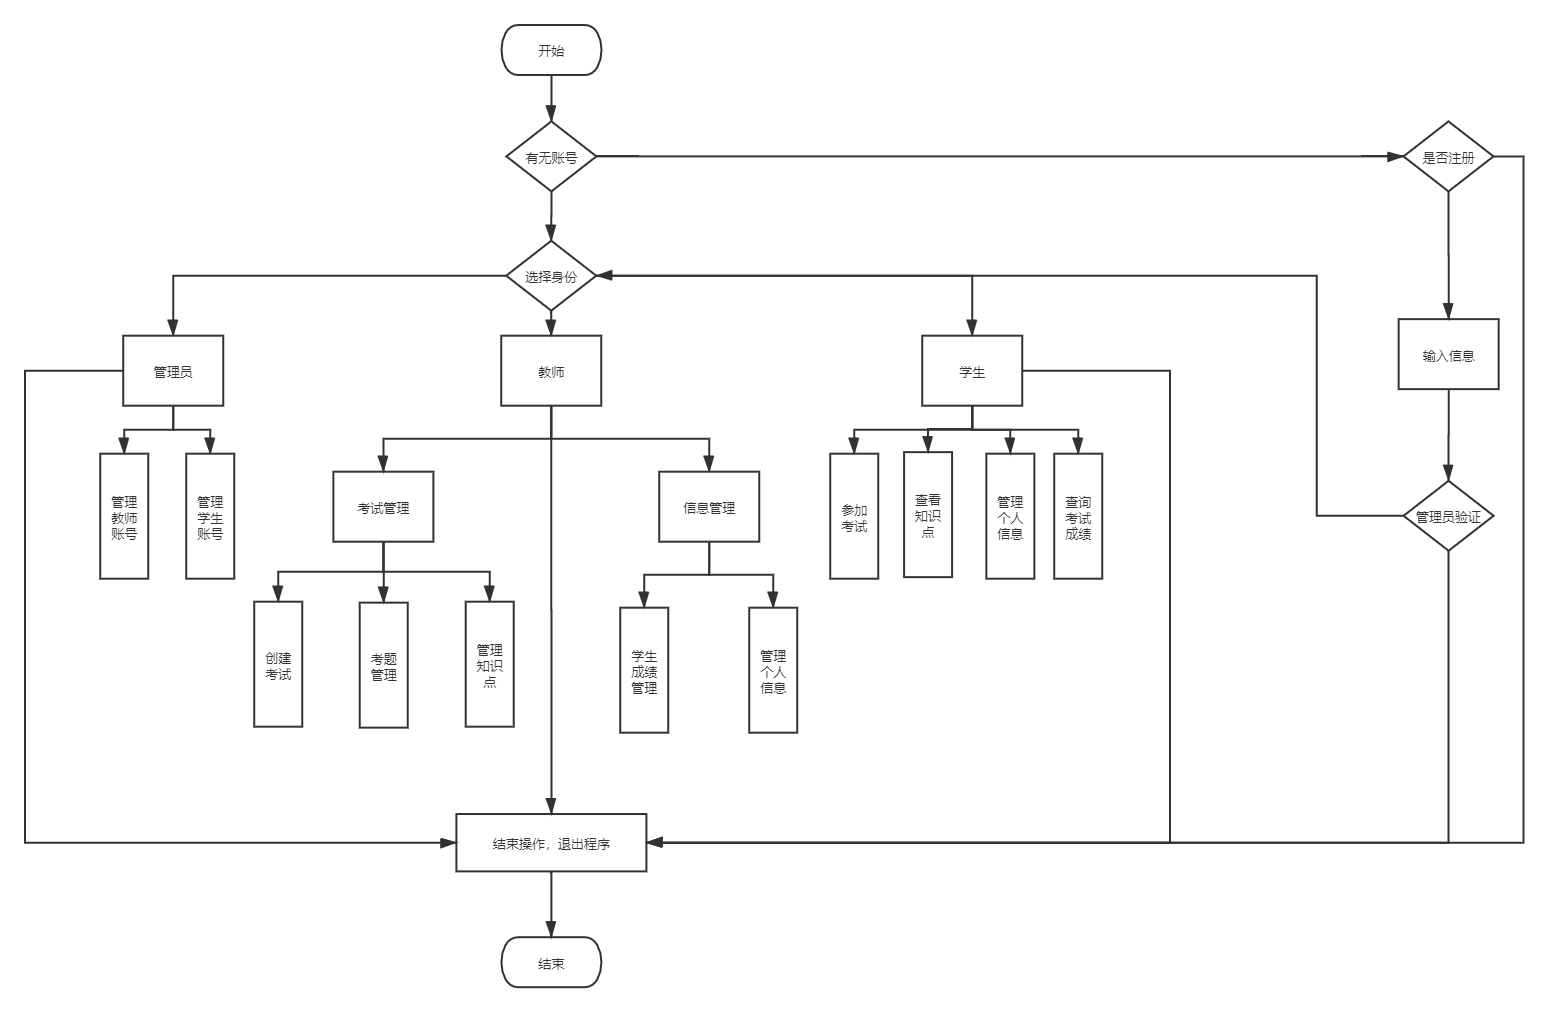 开始
有无账号
是否注册
选择身份
管理员
教师
学生
输入信息
管理
教师
账号
管理
学生
账号
考试管理
信息管理
参加
考试
查看
知识
点
管理
个人
信息
查询
考试
成绩
管理员验证
创建
考试
考题
管理
管理
知识
点
学生
成绩
管理
管理
个人
信息
结束操作，退出程序
结束